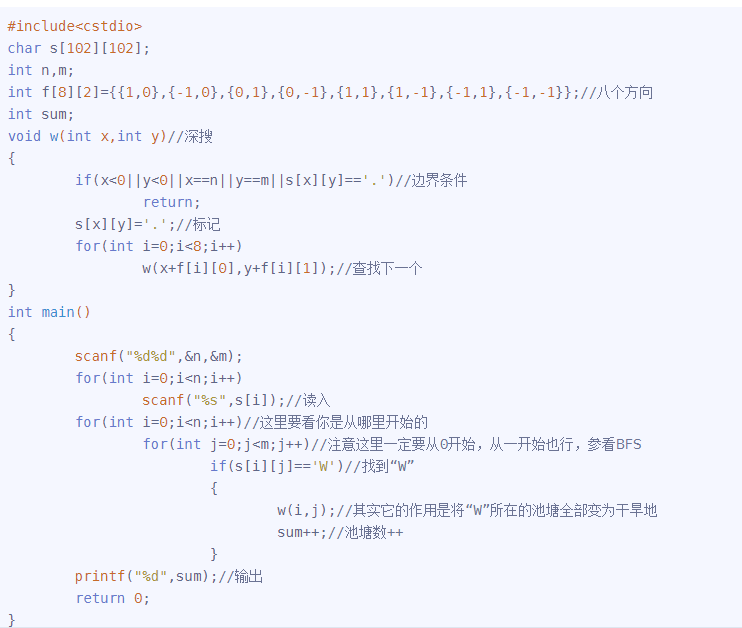 #include<cstdio>
char s[102][102];
int n,m;
int f[8][2]={{1,0},{-1,0},{0,1},{0,-1},{1,1},{1,-1},{-1,1},{-1,-1}};//八个方向
int sum;
void w(int x,int y)//深搜
{
if(x<0||y<0||x==n||y==m||s[x][y]=='.')//边界条件
return;
s[x][y]='.';//标记
for(int i=0;i<8;i++)
w(x+f[i][0],y+f[i][1]);//查找下一个
}
int main()
{
scanf("%d%d",&n,&m);
for(int i=0;i<n;i++)
scanf("%s",s[i]);//读入
for(int i=0;i<n;i++)//这里要看你是从哪里开始的
for(int j=0;j<m;j++)//注意这里一定要从0开始，从一开始也行，参看BFS
if(s[i][j]=='W')//找到“W”
{
w(i,j);//其实它的作用是将“W”所在的池塘全部变为干旱地
sum++;//池塘数++
}
printf("%d",sum);//输出
return 0;
}